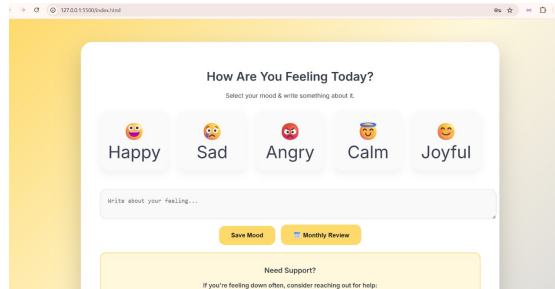 127.0.0.1:5500/index.html
How Are You Feeling Today?
Select your mood & write something about it.
Happy Sad Angry Calm Joyful
Write about your feeling...
Save Mood Monthly Review
Need Support?
If you're feeling down often, consider reaching out for help: